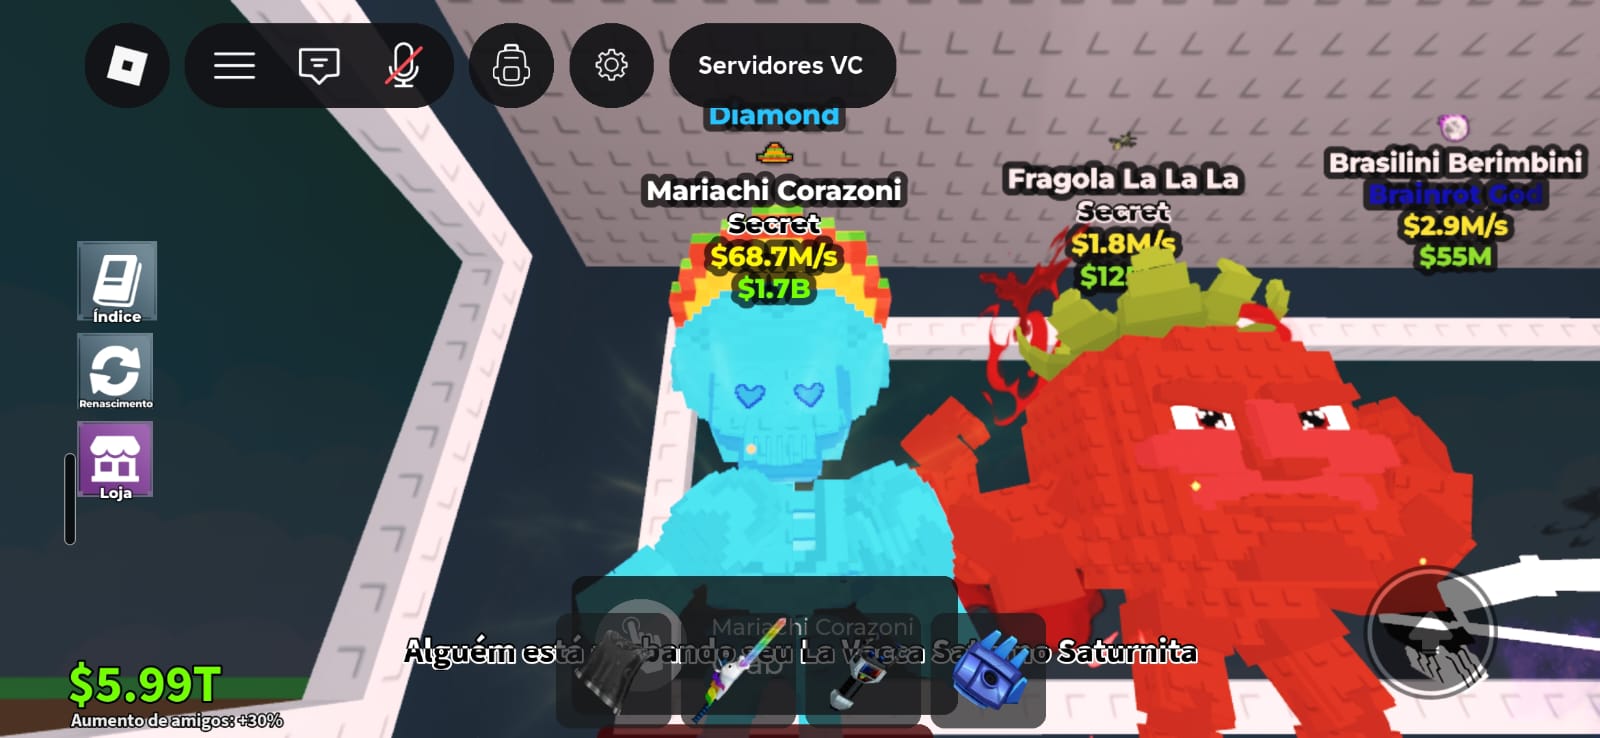 Servidores VC
Diamond
Mariachi Corazoni
Secret
$68.7M/s
$1.7B
Fragola La La La
Secret
$1.8M/s
Brasilini Berimbini
Brainrot God
$2.9M/s
$55M
Índice
Renascimento
Loja
Mariachi Corazoni
Alguém está seu La Saturnita
$5.99T
Aumento de amigos: +30%